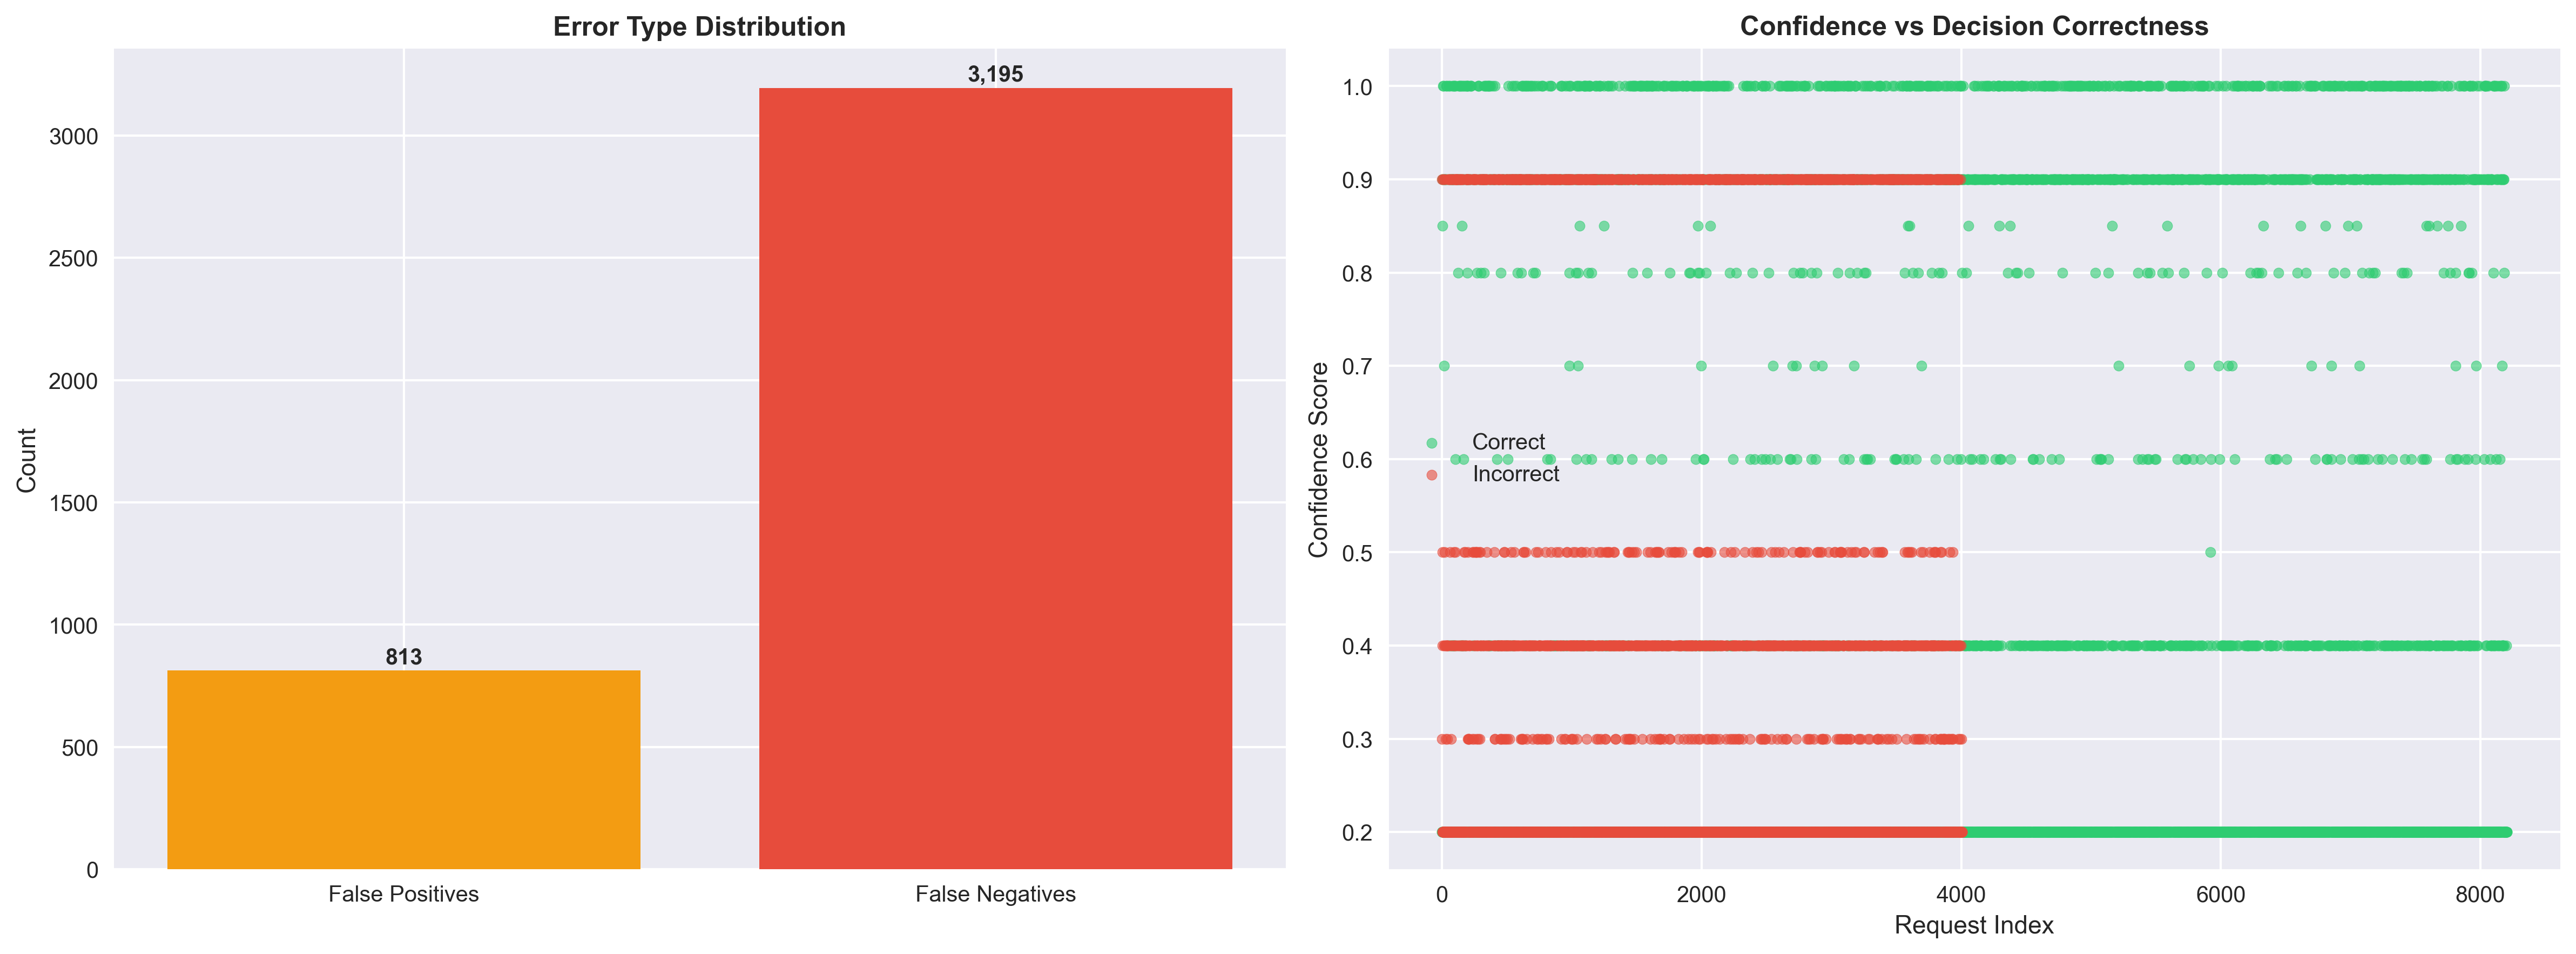 Error Type Distribution
Count
3000
2500
2000
1500
1000
500
0
3,195
813
False Positives
False Negatives
Confidence vs Decision Correctness
Confidence Score
1.0
0.9
0.8
0.7
0.6
0.5
0.4
0.3
0.2
Correct
Incorrect
0
2000
4000
6000
8000
Request Index